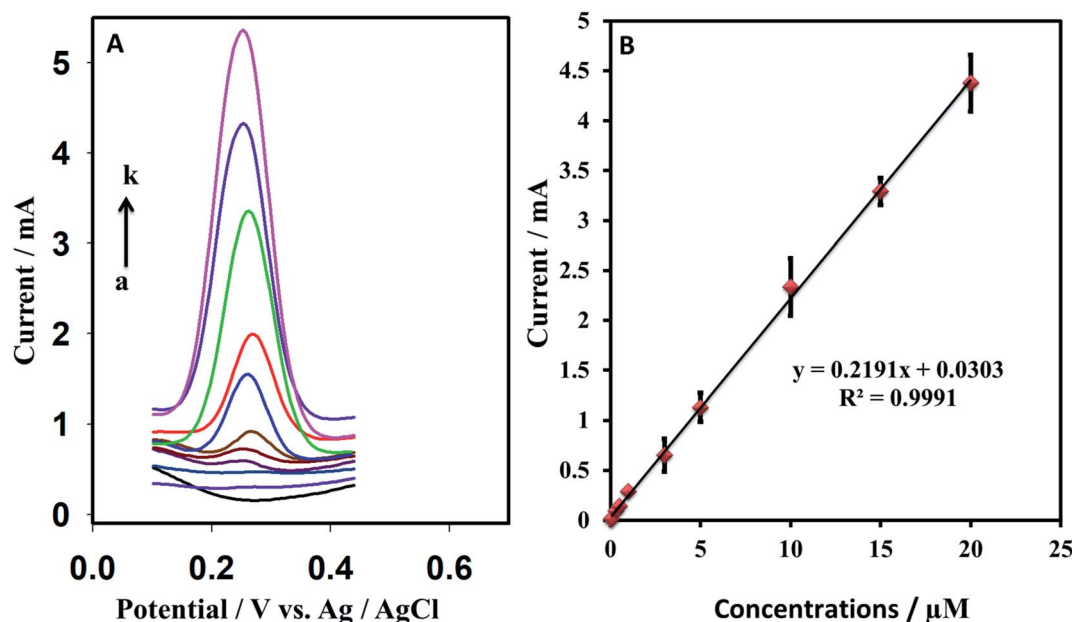 A
5
4
3
2
1
0
k
a
Current / mA
0.0 0.2 0.4 0.6
Potential / V vs. Ag / AgCl
B
5
4.5
4
3.5
3
2.5
2
1.5
1
0.5
0
Current / mA
y = 0.2191x + 0.0303
R² = 0.9991
0 5 10 15 20 25
Concentrations / µM